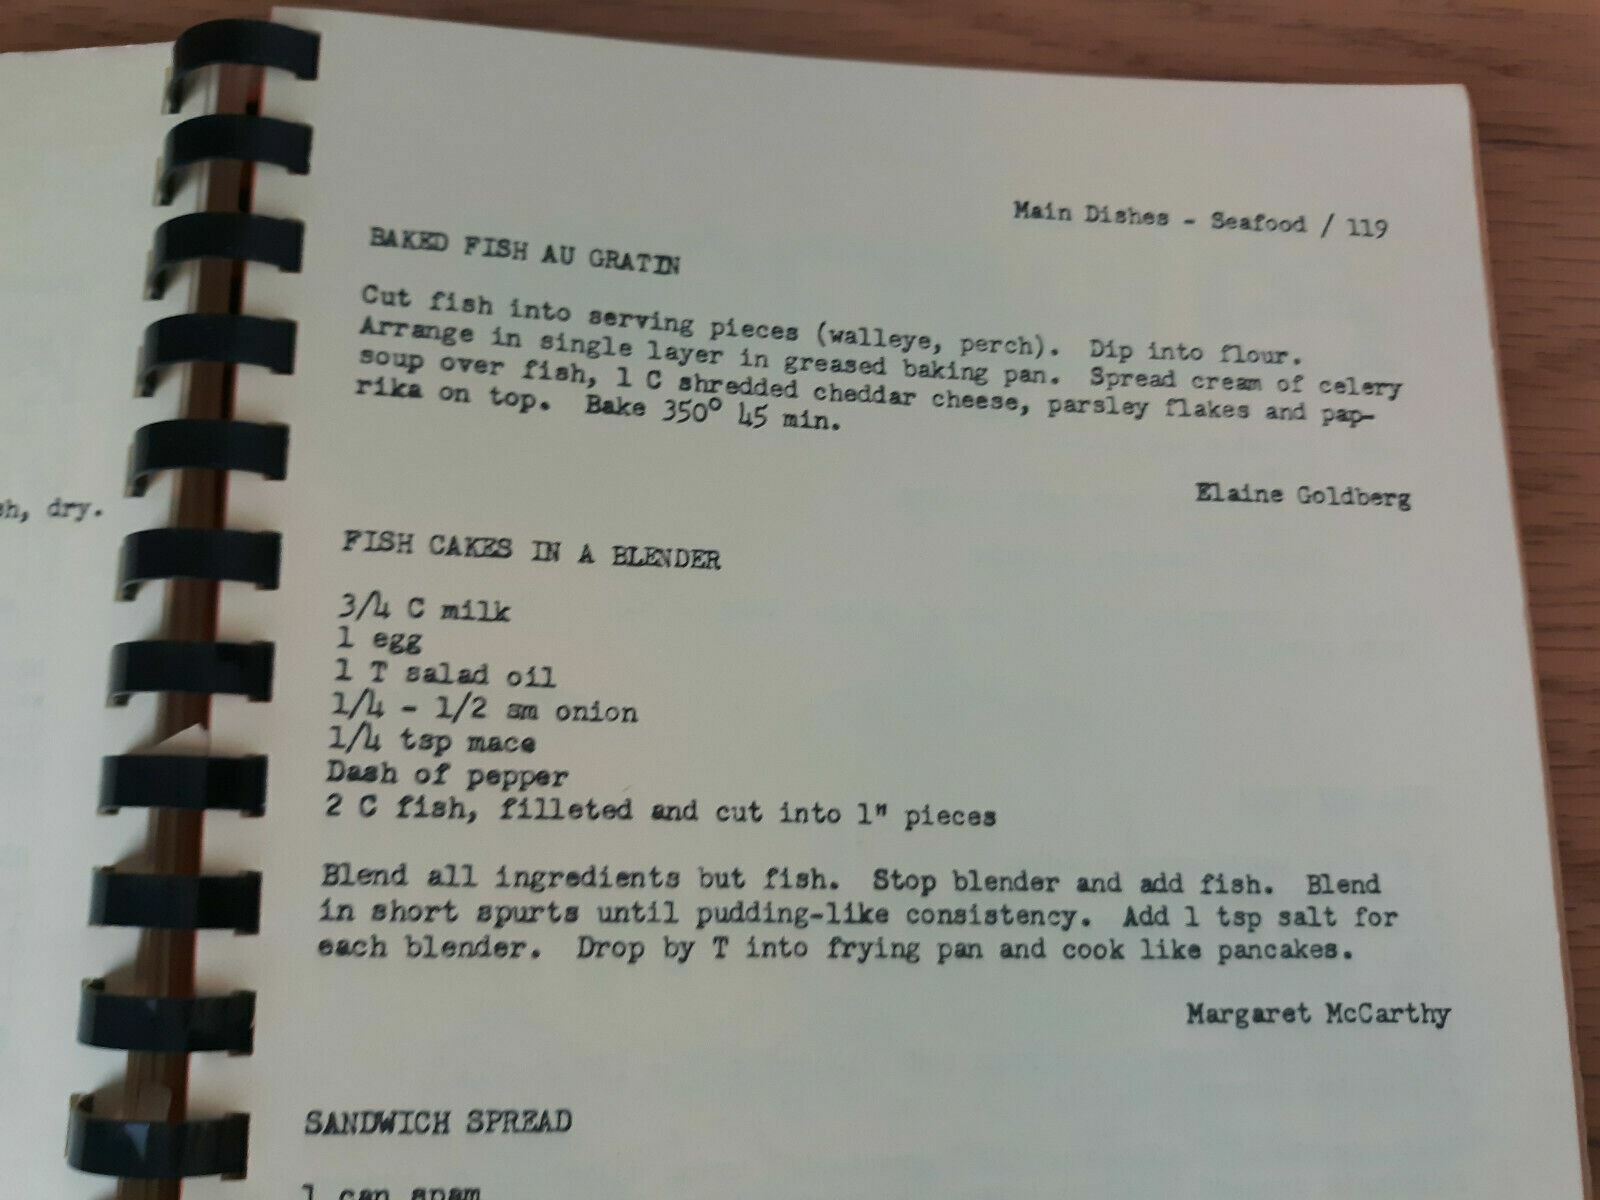 Main Dishes - Seafood / 119
BAKED FISH AU GRATIN
Cut fish into serving pieces (walleye, perch). Dip into flour.
Arrange in single layer in greased baking pan. Spread cream of celery
soup over fish, 1 C shredded cheddar cheese, parsley flakes and pap-
rika on top. Bake 350° 45 min.
Elaine Goldberg
FISH CAKES IN A BLENDER
3/4 C milk
1 egg
1 T salad oil
1/4 - 1/2 sm onion
1/4 tsp mace
Dash of pepper
2 C fish, filleted and cut into 1" pieces
Blend all ingredients but fish. Stop blender and add fish. Blend
in short spurts until pudding-like consistency. Add 1 tsp salt for
each blender. Drop by T into frying pan and cook like pancakes.
Margaret McCarthy
SANDWICH SPREAD
1 can spam
dry.